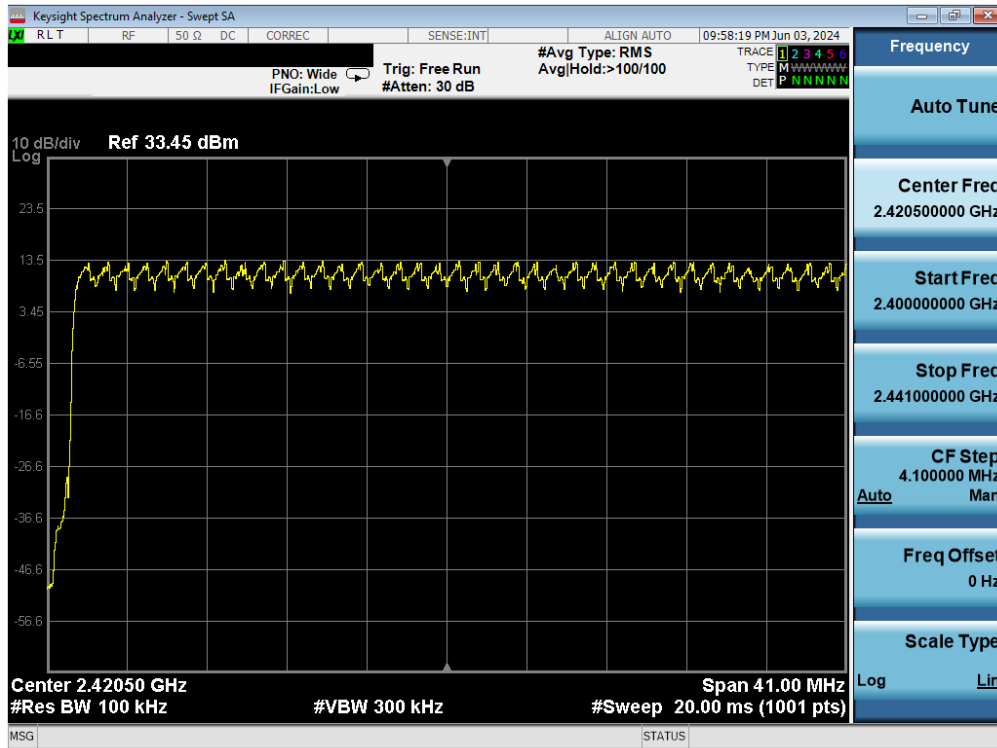 Keysight Spectrum Analyzer - Swept SA
LXI RLT RF 50 Ω DC CORREC SENSE:INT ALIGN AUTO 09:58:19 PM Jun 03, 2024
PNO: Wide
IFGain:Low
Trig: Free Run
#Atten: 30 dB
#Avg Type: RMS
Avg|Hold:>100/100
TRACE 1 2 3 4 5 6
TYPE M W W W W W
DET P N N N N N
10 dB/div
Log
Ref 33.45 dBm
23.5
13.5
3.45
-6.55
-16.6
-26.6
-36.6
-46.6
-56.6
Center 2.42050 GHz
Span 41.00 MHz
#Res BW 100 kHz
#VBW 300 kHz
#Sweep 20.00 ms (1001 pts)
MSG
STATUS
Frequency
Auto Tune
Center Freq
2.420500000 GHz
Start Freq
2.400000000 GHz
Stop Freq
2.441000000 GHz
CF Step
4.100000 MHz
Auto Man
Freq Offset
0 Hz
Scale Type
Log Lin